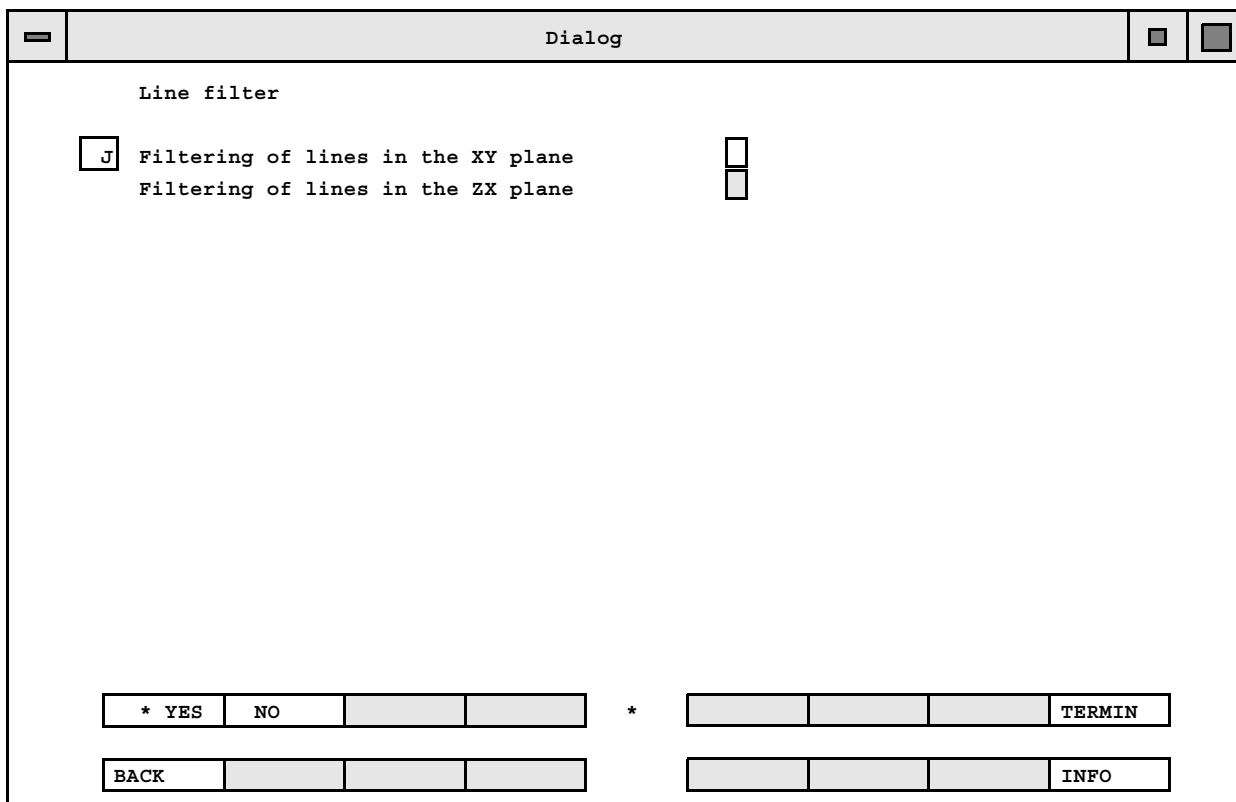 Dialog
Line filter
J Filtering of lines in the XY plane
Filtering of lines in the ZX plane
* YES NO * TERMIN
BACK INFO